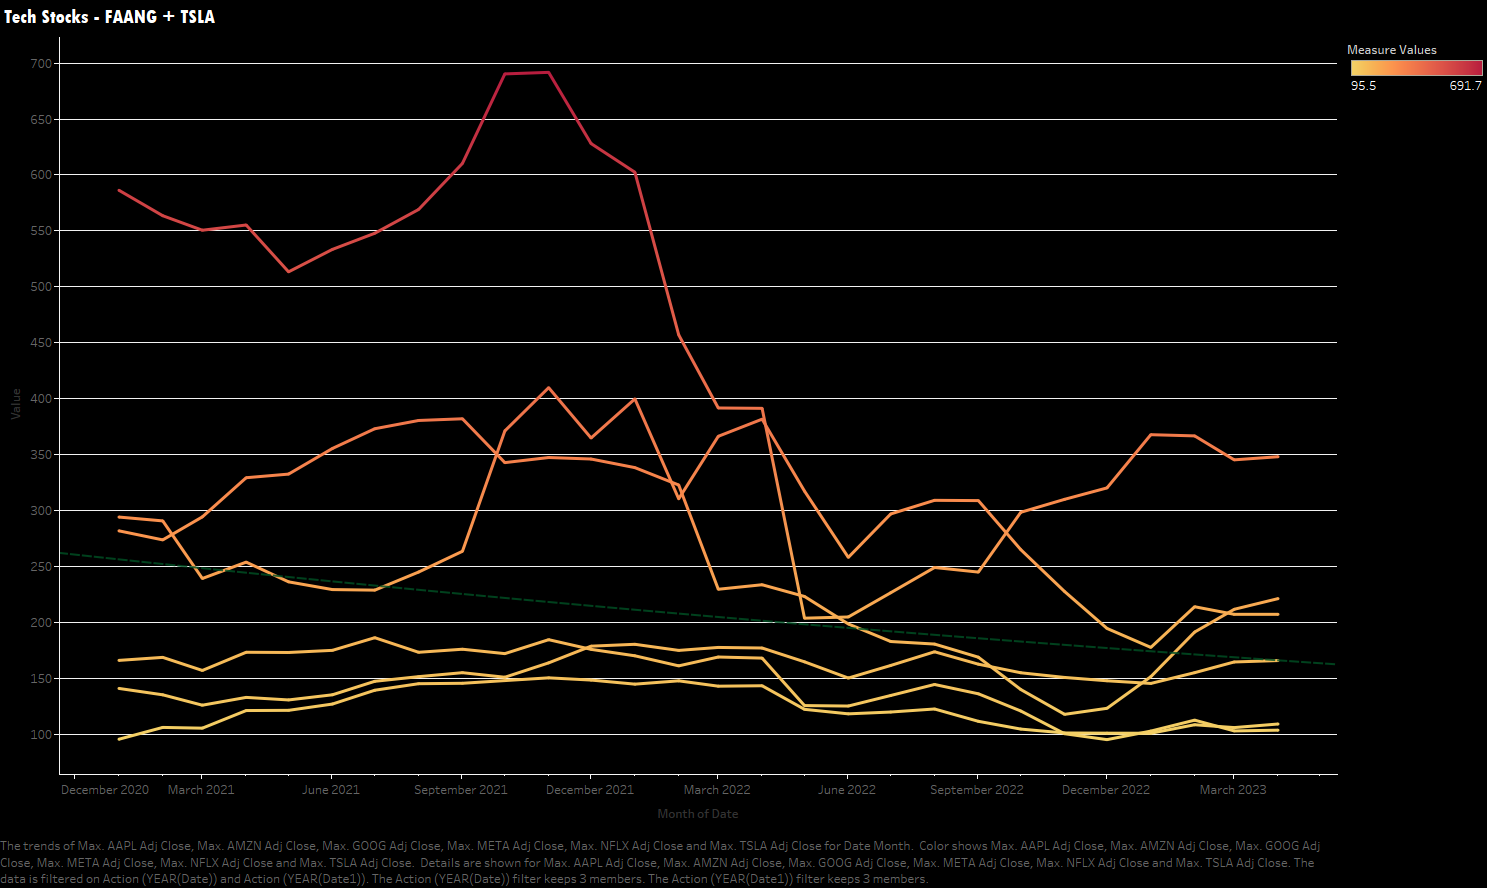 Tech Stocks - FAANG + TSLA
Measure Values
95.5 691.7
700
650
600
550
500
450
400
350
300
250
200
150
100
Value
December 2020 March 2021 June 2021 September 2021 December 2021 March 2022 June 2022 September 2022 December 2022 March 2023
Month of Date
The trends of Max. AAPL Adj Close, Max. AMZN Adj Close, Max. GOOG Adj Close, Max. META Adj Close, Max. NFLX Adj Close and Max. TSLA Adj Close for Date Month.  Color shows Max. AAPL Adj Close, Max. AMZN Adj Close, Max. GOOG Adj
Close, Max. META Adj Close, Max. NFLX Adj Close and Max. TSLA Adj Close.  Details are shown for Max. AAPL Adj Close, Max. AMZN Adj Close, Max. GOOG Adj Close, Max. META Adj Close, Max. NFLX Adj Close and Max. TSLA Adj Close. The
data is filtered on Action (YEAR(Date)) and Action (YEAR(Date1)). The Action (YEAR(Date)) filter keeps 3 members. The Action (YEAR(Date1)) filter keeps 3 members.